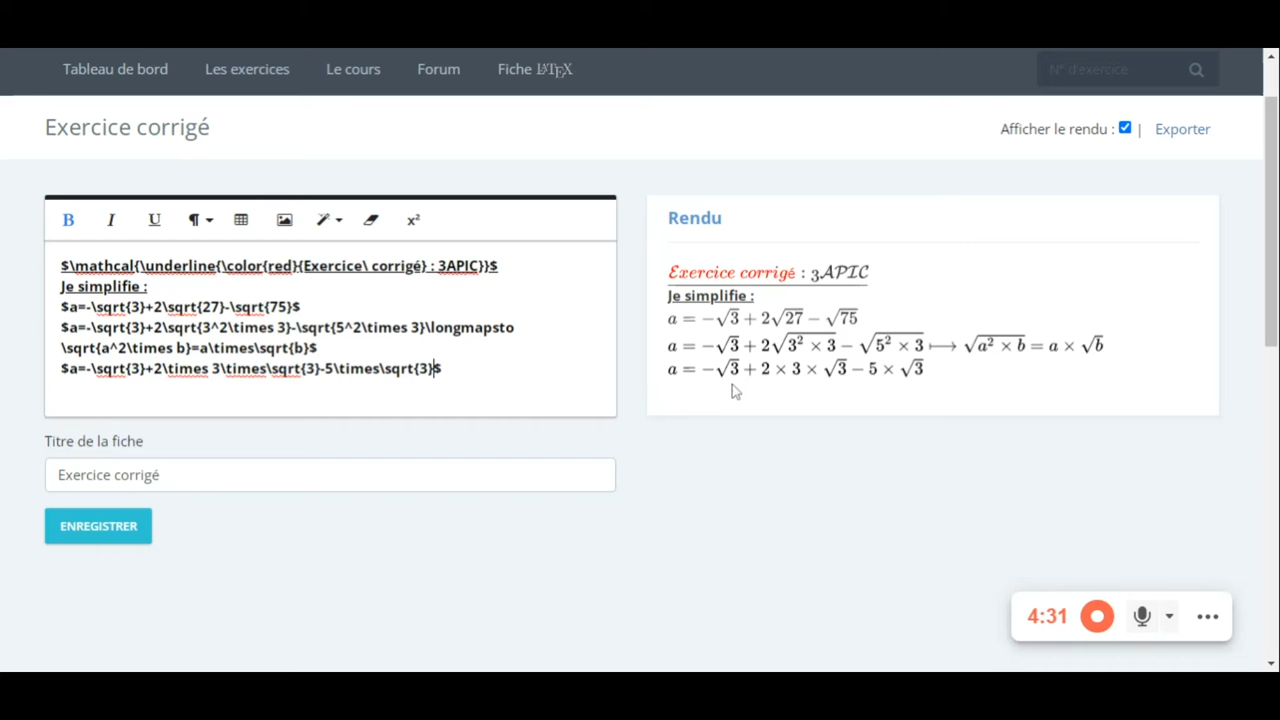 Tableau de bord Les exercices Le cours Forum Fiche LATEX N° d'exercice
Exercice corrigé
Afficher le rendu : | Exporter
B I U ¶ x²
$\mathcal{\underline{\color{red}{Exercice\ corrigé} : 3APIC}}$
Je simplifie :
$a=-\sqrt{3}+2\sqrt{27}-\sqrt{75}$
$a=-\sqrt{3}+2\sqrt{3^2\times 3}-\sqrt{5^2\times 3}\longmapsto
\sqrt{a^2\times b}=a\times\sqrt{b}$
$a=-\sqrt{3}+2\times 3\times\sqrt{3}-5\times\sqrt{3}$
Titre de la fiche
Exercice corrigé
ENREGISTRER
Rendu
Exercice corrigé : 3APIC
Je simplifie :
a = −√3 + 2√27 − √75
a = −√3 + 2√(3² × 3) − √(5² × 3) ⟼ √(a² × b) = a × √b
a = −√3 + 2 × 3 × √3 − 5 × √3
4:31